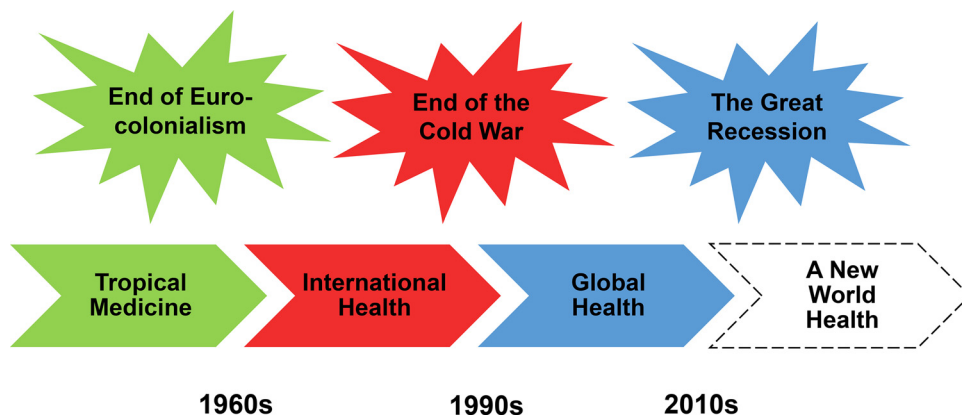 End of Euro-
colonialism
End of the
Cold War
The Great
Recession
Tropical
Medicine
International
Health
Global
Health
A New
World
Health
1960s
1990s
2010s